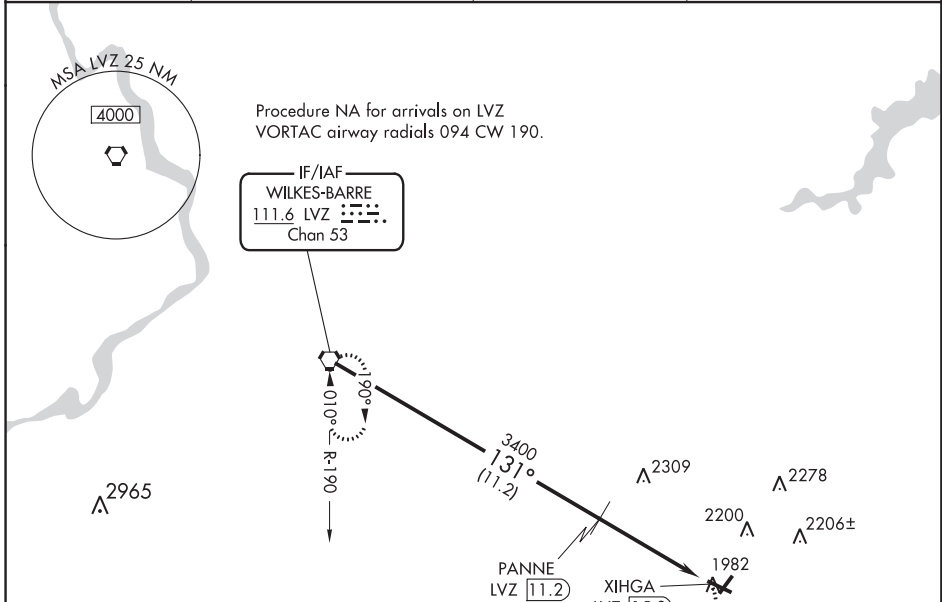 MSA LVZ 25 NM
4000
Procedure NA for arrivals on LVZ
VORTAC airway radials 094 CW 190.
IF/IAF
WILKES-BARRE
111.6 LVZ
Chan 53
190°
010°
R-190
3400
131°
(11.2)
2965
2309
2278
2200
2206±
1982
PANNE
LVZ 11.2
XIHGA